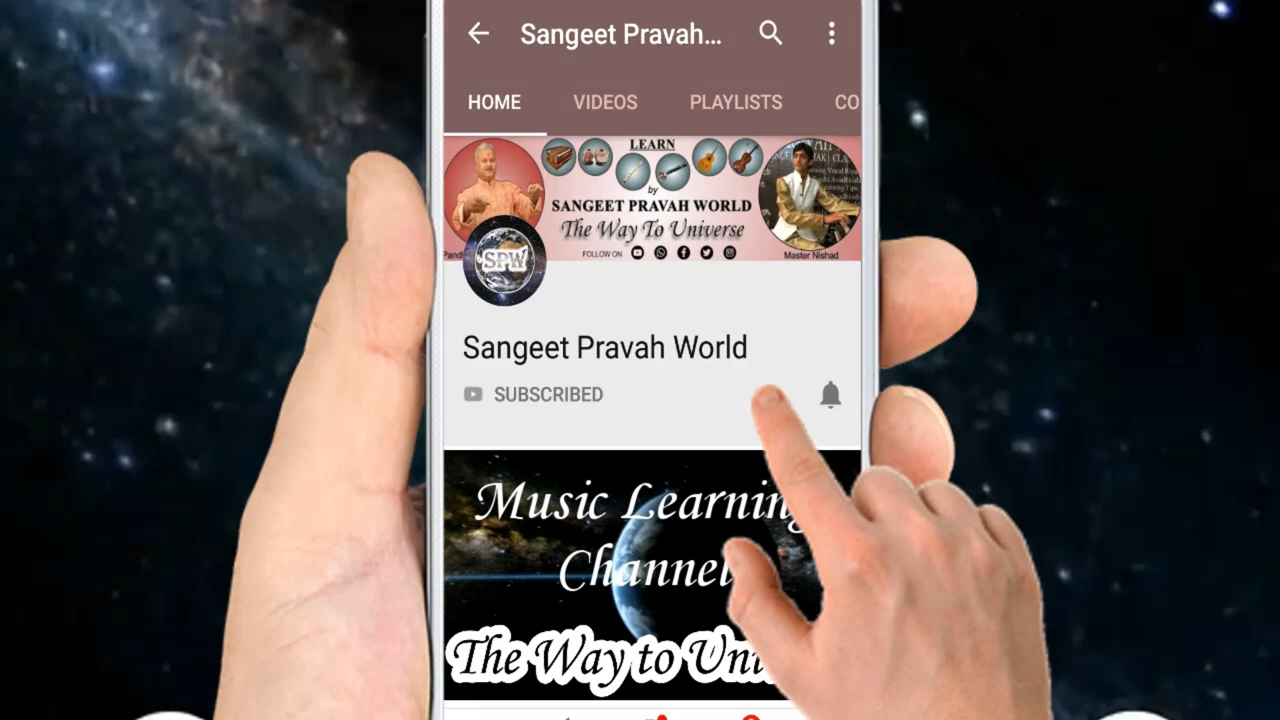 Sangeet Pravah...
HOME VIDEOS PLAYLISTS CO
LEARN
by
SANGEET PRAVAH WORLD
The Way To Universe
FOLLOW ON
Master Nishad
SPW
Sangeet Pravah World
SUBSCRIBED
Music Learning
Channel
The Way to Uni